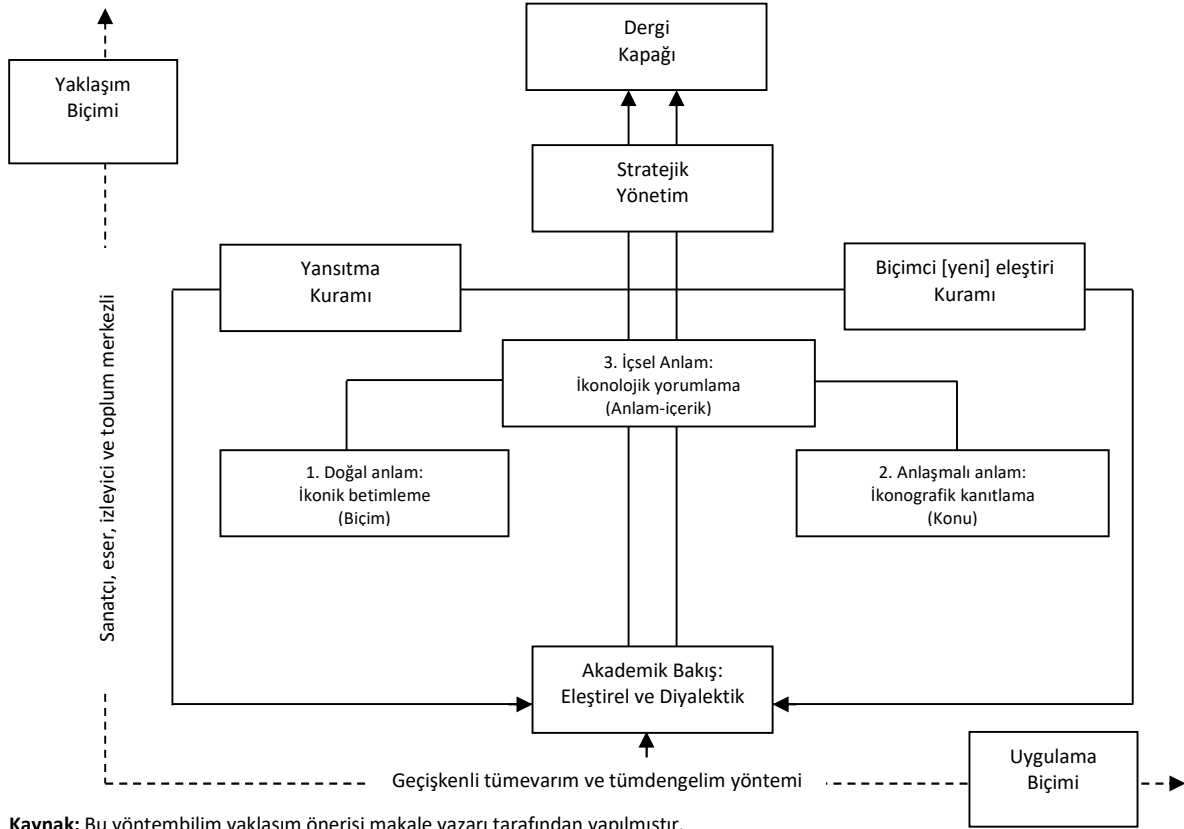 Dergi
Kapağı
Yaklaşım
Biçimi
Stratejik
Yönetim
Yansıtma
Kuramı
Biçimci [yeni] eleştiri
Kuramı
3. İçsel Anlam:
İkonolojik yorumlama
(Anlam-içerik)
1. Doğal anlam:
İkonik betimleme
(Biçim)
2. Anlaşmalı anlam:
İkonografik kanıtlama
(Konu)
Sanatçı, eser, izleyici ve toplum merkezli
Akademik Bakış:
Eleştirel ve Diyalektik
Geçişkenli tümevarım ve tümdengelim yöntemi
Uygulama
Biçimi
Kaynak: Bu yöntembilim yaklaşım önerisi makale yazarı tarafından yapılmıştır.